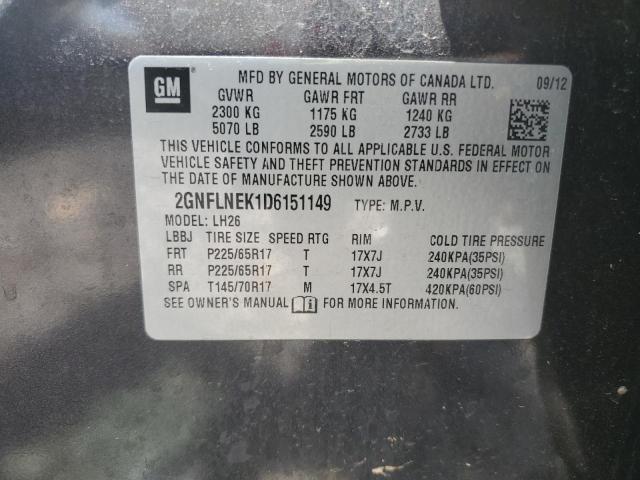 GM
MFD BY GENERAL MOTORS OF CANADA LTD. 09/12
GVWR GAWR FRT GAWR RR
2300 KG 1175 KG 1240 KG
5070 LB 2590 LB 2733 LB
THIS VEHICLE CONFORMS TO ALL APPLICABLE U.S. FEDERAL MOTOR
VEHICLE SAFETY AND THEFT PREVENTION STANDARDS IN EFFECT ON
THE DATE OF MANUFACTURE SHOWN ABOVE.
2GNFLNEK1D6151149 TYPE: M.P.V.
MODEL: LH26
LBBJ TIRE SIZE SPEED RTG RIM COLD TIRE PRESSURE
FRT P225/65R17 T 17X7J 240KPA(35PSI)
RR P225/65R17 T 17X7J 240KPA(35PSI)
SPA T145/70R17 M 17X4.5T 420KPA(60PSI)
SEE OWNER'S MANUAL FOR MORE INFORMATION.